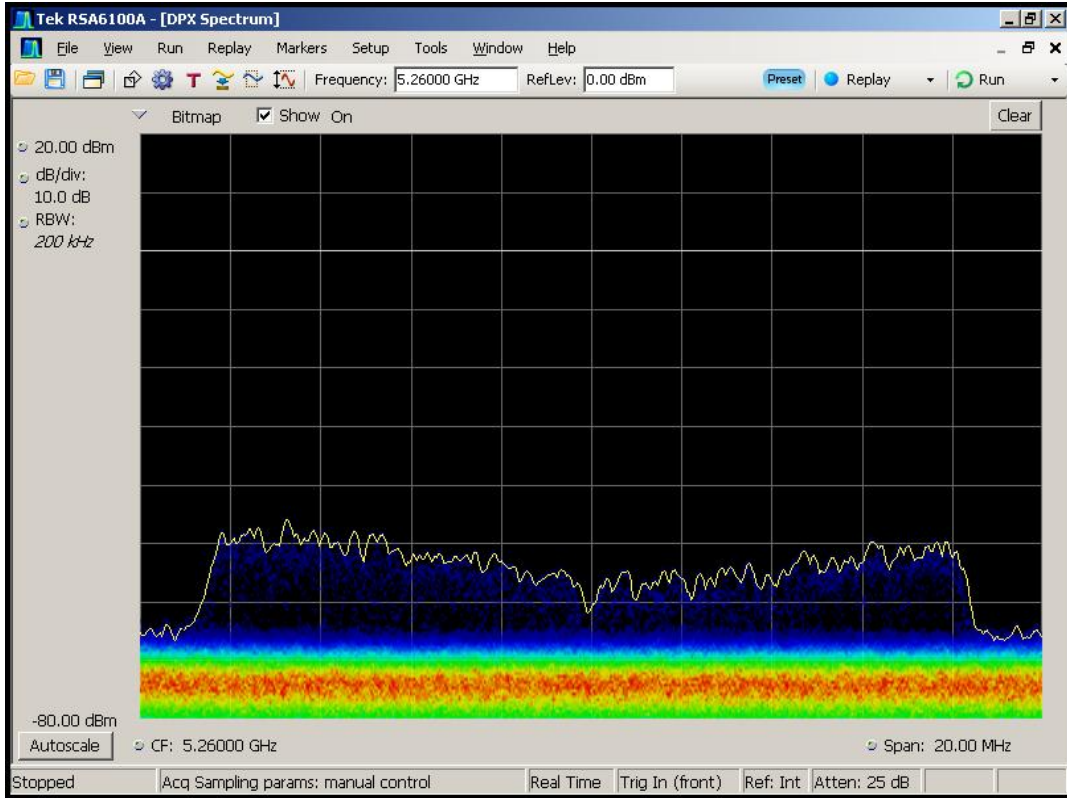 Tek RSA6100A - [DPX Spectrum]
File View Run Replay Markers Setup Tools Window Help
T Frequency: 5.26000 GHz RefLev: 0.00 dBm Preset Replay Run
Bitmap Show On Clear
20.00 dBm
dB/div:
10.0 dB
RBW:
200 kHz
-80.00 dBm
Autoscale CF: 5.26000 GHz Span: 20.00 MHz
Stopped Acq Sampling params: manual control Real Time Trig In (front) Ref: Int Atten: 25 dB